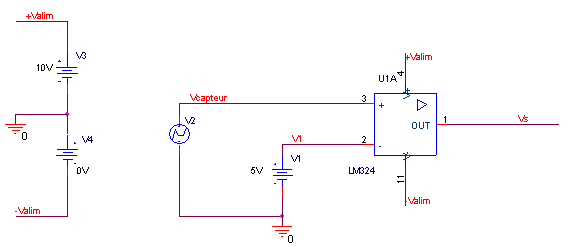 +Valim
V3
10V
0
V4
0V
-Valim
Vcapteur
V2
V1
V1
5V
0
+Valim
U1A
4
3
+
OUT
1
Vs
2
-
LM324
11
-Valim